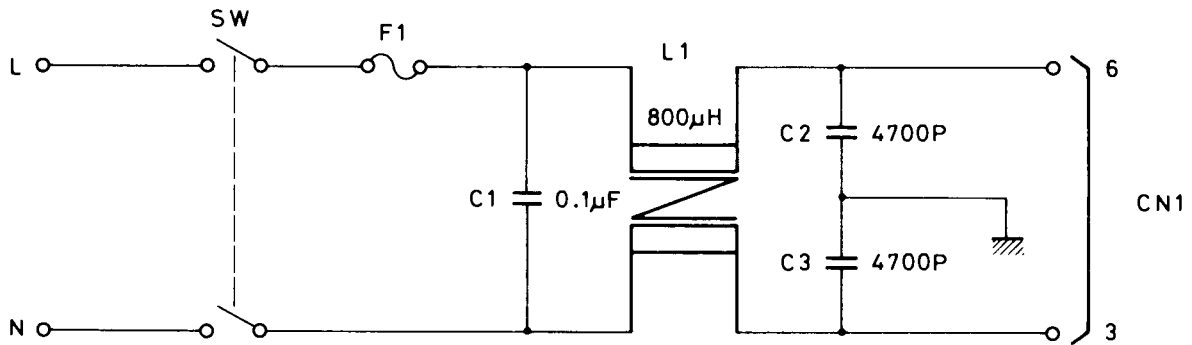 SW
F1
L1
L
6
800μH
C2 4700P
C1 0.1μF
CN1
C3 4700P
N
3